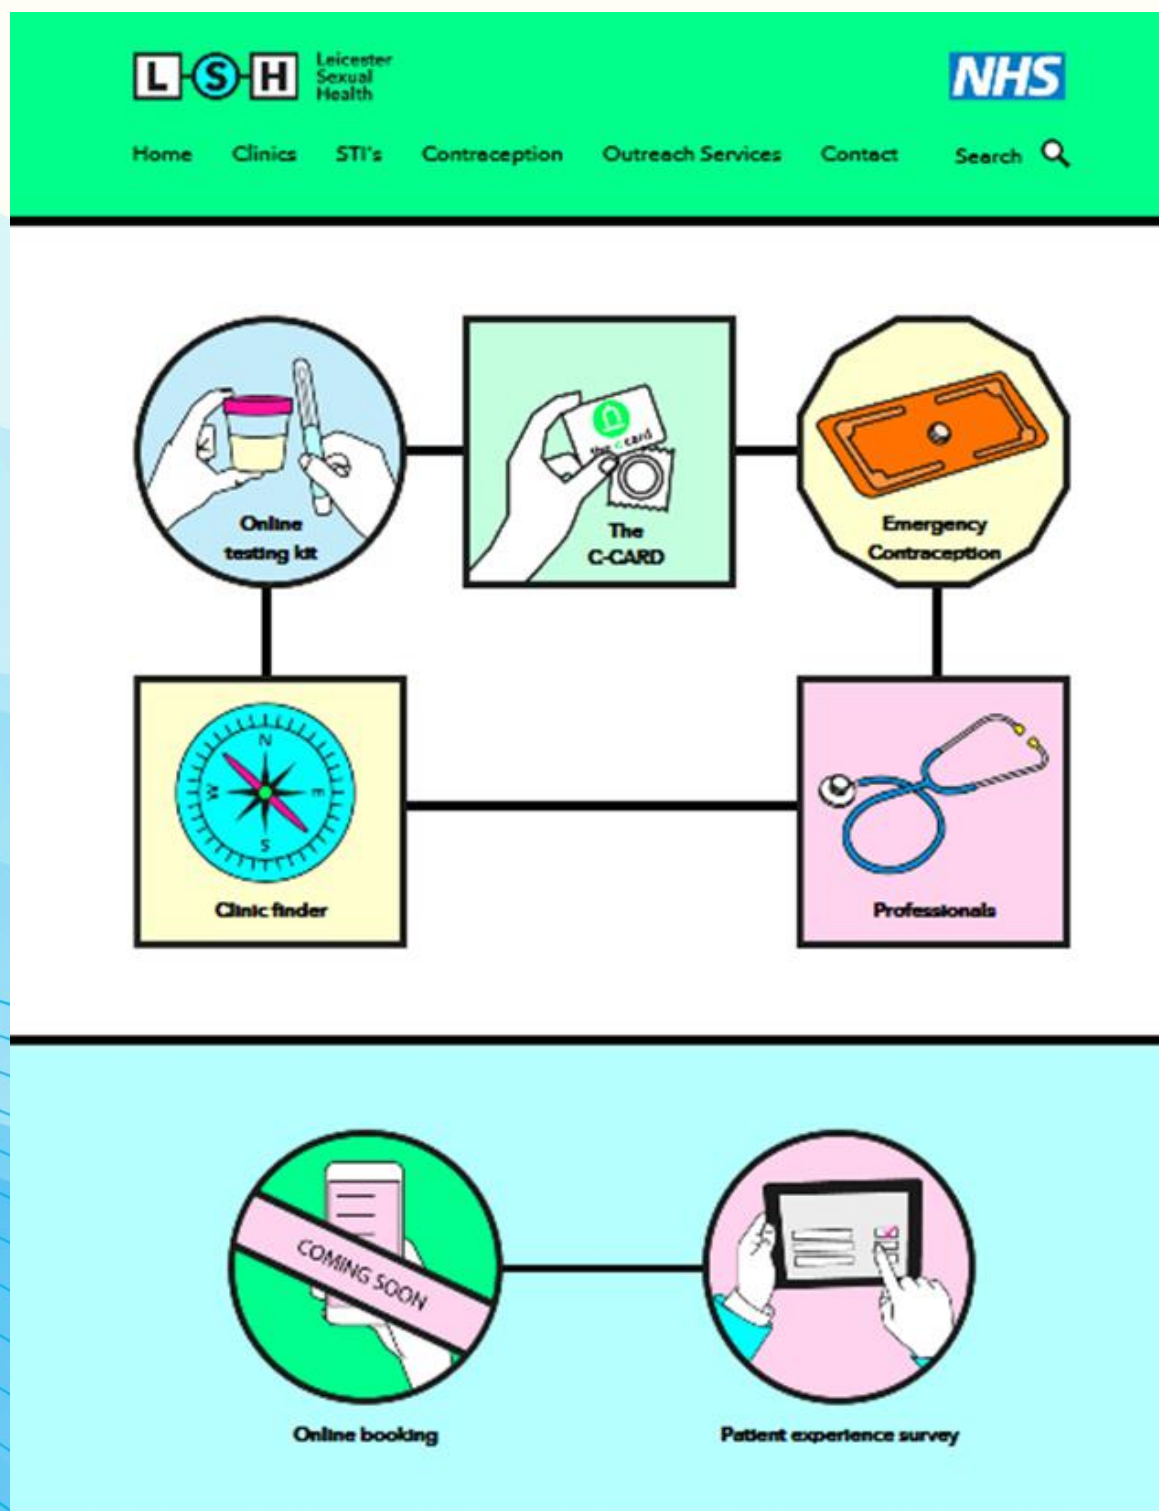 L-S-H
Leicester
Sexual
Health
NHS
Home Clinics STI's Contraception Outreach Services Contact Search
Online
testing kit
the c card
The
C-CARD
Emergency
Contraception
N
W E
S
Clinic finder
Professionals
COMING SOON
Online booking
Patient experience survey